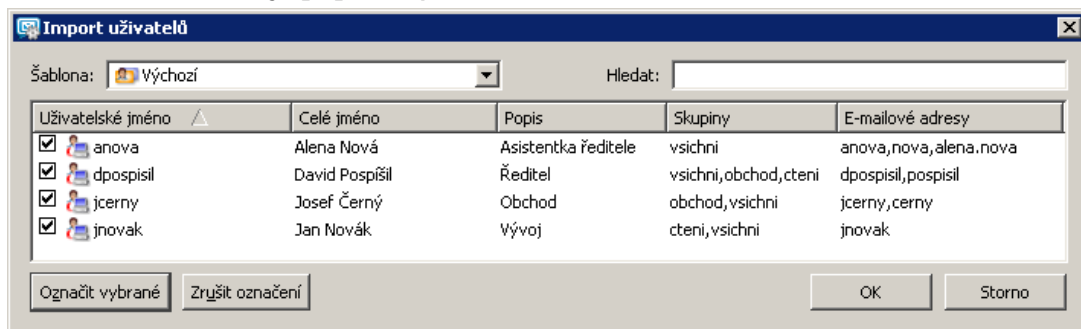 Import uživatelů
Šablona: Výchozí Hledat:
Uživatelské jméno Celé jméno Popis Skupiny E-mailové adresy
anova Alena Nová Asistentka ředitele vsichni anova,nova,alena.nova
dpospisil David Pospíšil Ředitel vsichni,obchod,cteni dpospisil,pospisil
jcerny Josef Černý Obchod obchod,vsichni jcerny,cerny
jnovak Jan Novák Vývoj cteni,vsichni jnovak
Označit vybrané Zrušit označení OK Storno